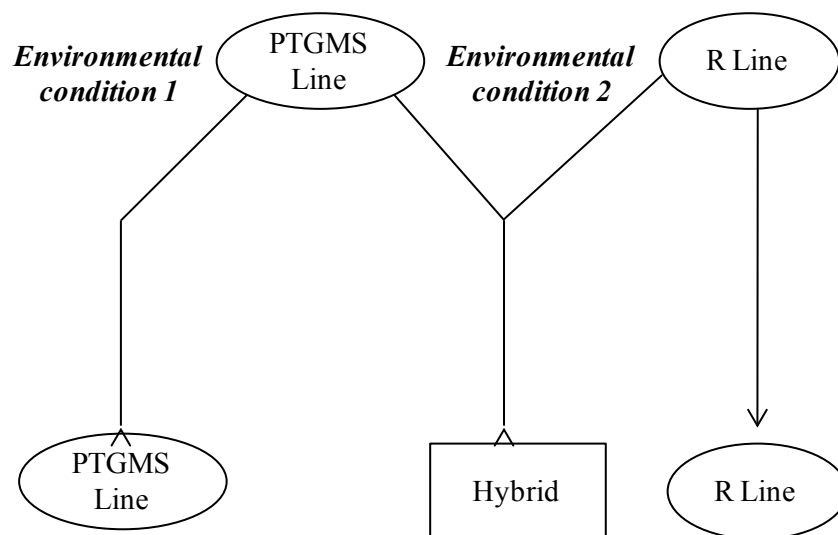 Environmental
condition 1
PTGMS
Line
Environmental
condition 2
R Line
PTGMS
Line
Hybrid
R Line